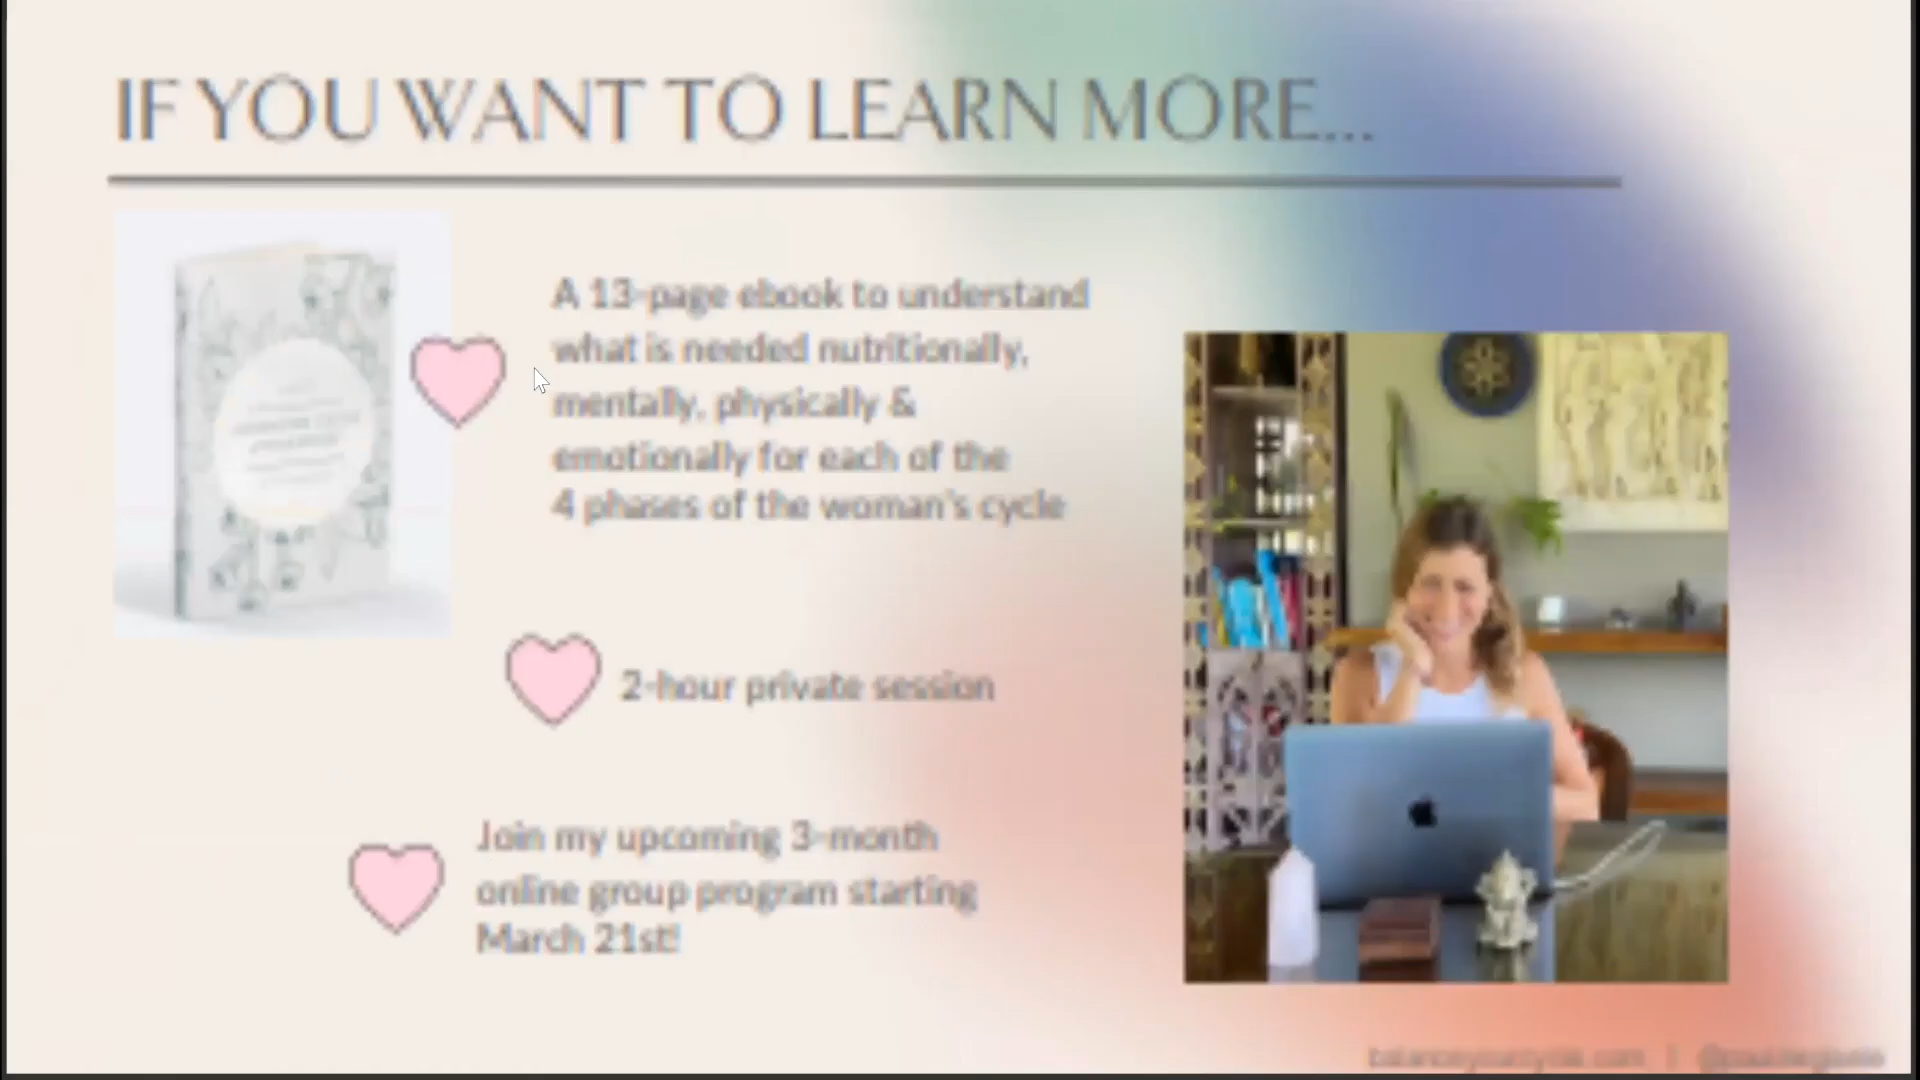 IF YOU WANT TO LEARN MORE...
A 13-page ebook to understand
what is needed nutritionally,
mentally, physically &
emotionally for each of the
4 phases of the woman's cycle
2-hour private session
Join my upcoming 3-month
online group program starting
March 21st!
balanceyourcycle.com |